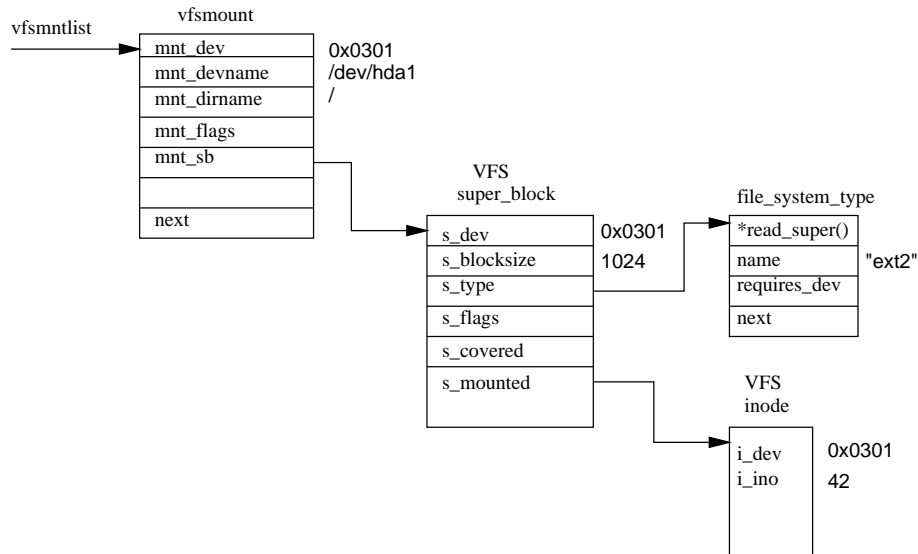 vfsmntlist
vfsmount
mnt_dev 0x0301
mnt_devname /dev/hda1
mnt_dirname /
mnt_flags
mnt_sb
next
VFS
super_block
s_dev 0x0301
s_blocksize 1024
s_type
s_flags
s_covered
s_mounted
file_system_type
*read_super()
name "ext2"
requires_dev
next
VFS
inode
i_dev 0x0301
i_ino 42